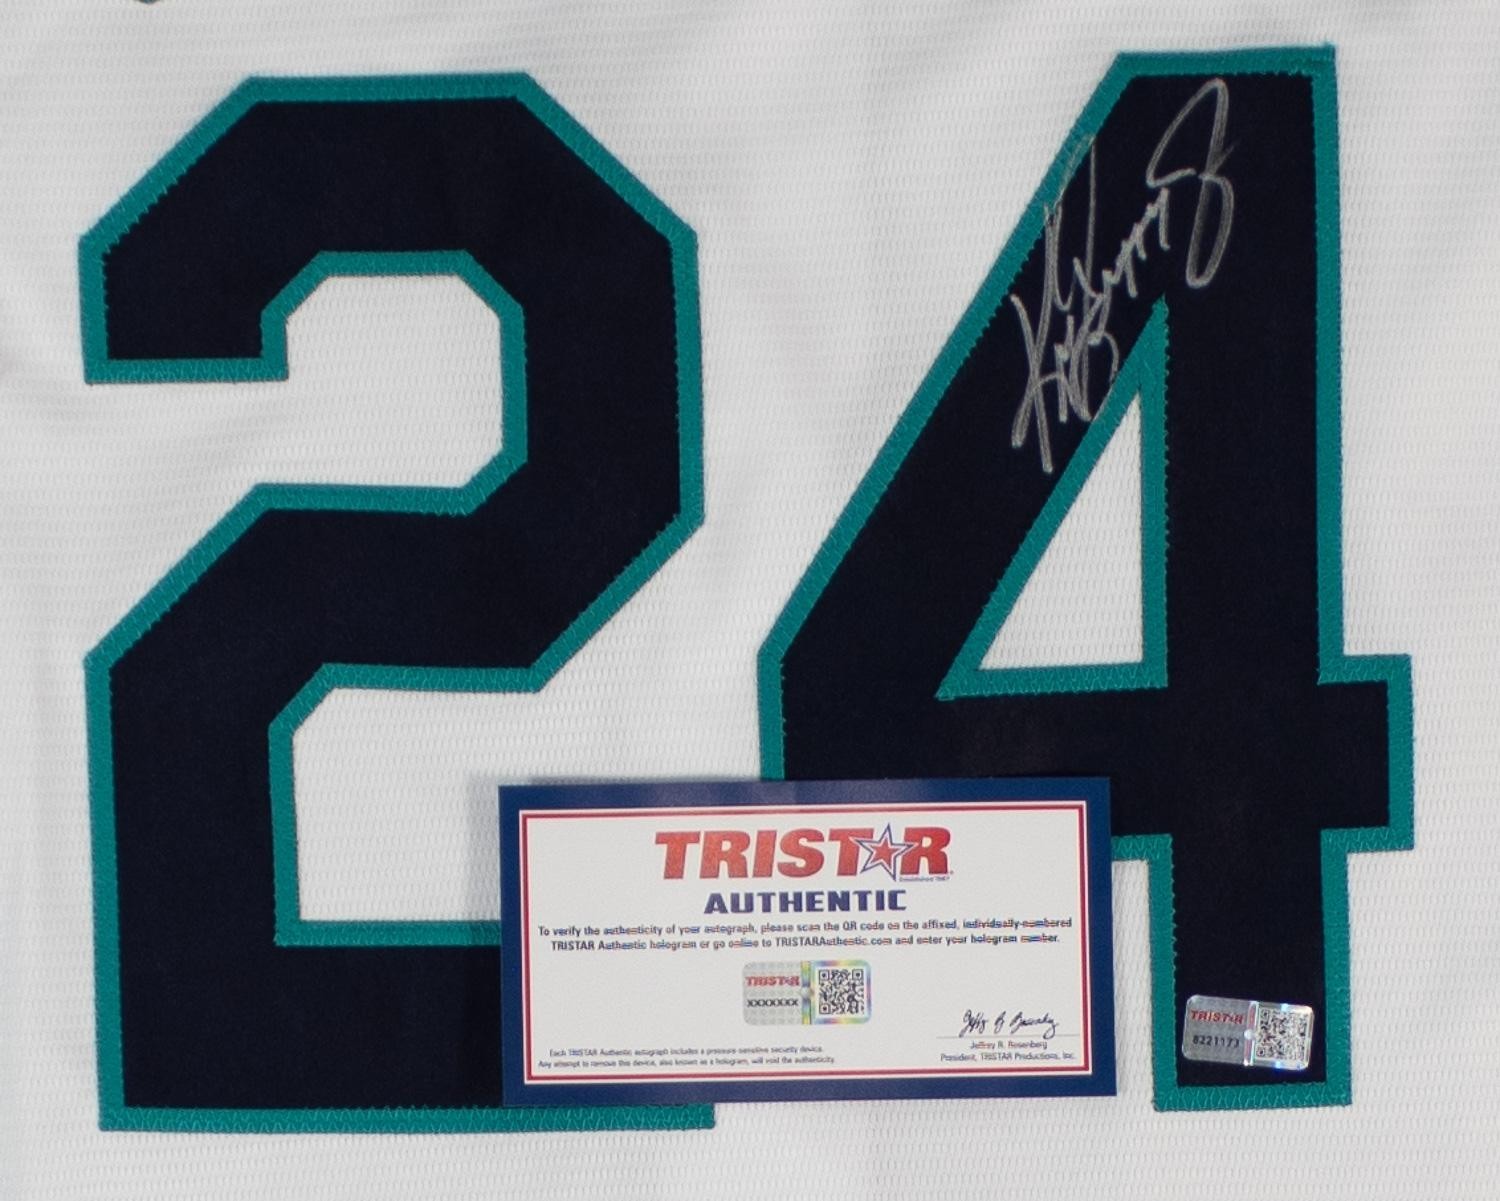 24
TRISTAR
Established 1987
AUTHENTIC
To verify the authenticity of your autograph, please scan the QR code on the affixed, individually-numbered
TRISTAR Authentic hologram or go online to TRISTARAuthentic.com and enter your hologram number.
TRISTAR
XXXXXXX
Each TRISTAR Authentic autograph includes a pressure-sensitive security device.
Any attempt to remove this device, also known as a hologram, will void the authenticity.
Jeffrey R. Rosenberg
President, TRISTAR Productions, Inc.
TRISTAR
8221173